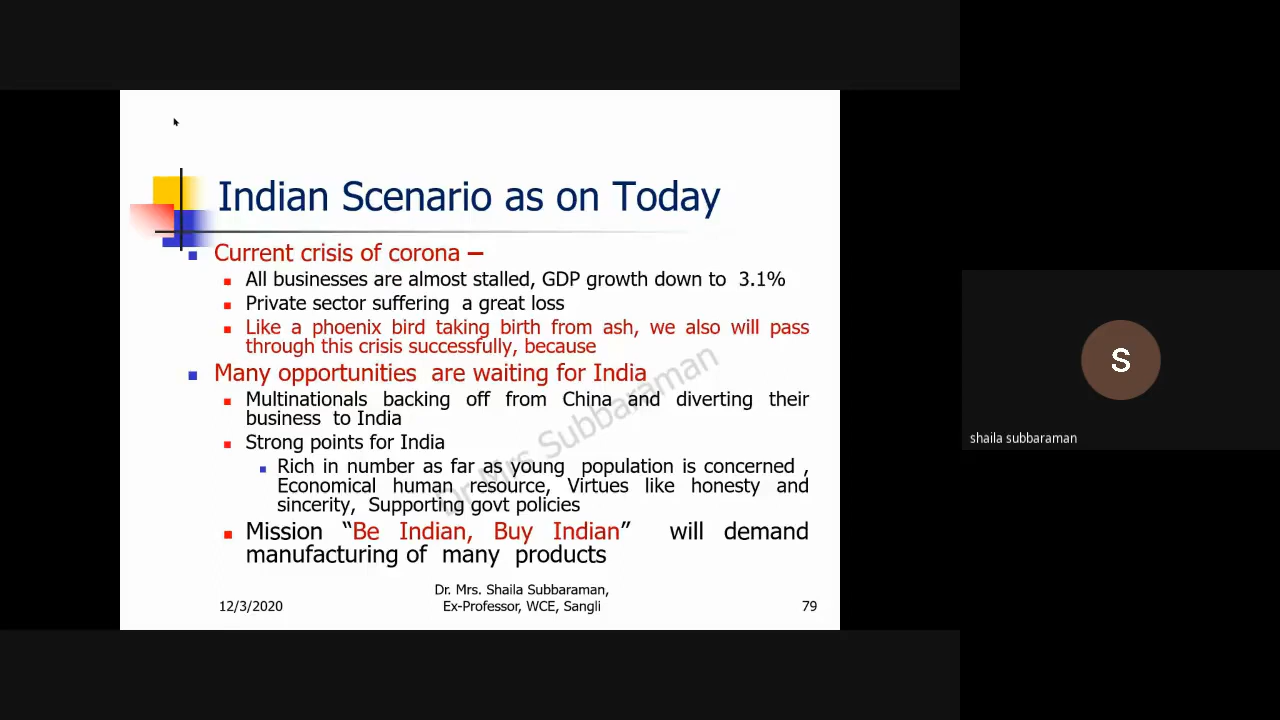 Indian Scenario as on Today
Current crisis of corona –
All businesses are almost stalled, GDP growth down to 3.1%
Private sector suffering a great loss
Like a phoenix bird taking birth from ash, we also will pass
through this crisis successfully, because
Many opportunities are waiting for India
Multinationals backing off from China and diverting their
business to India
Strong points for India
Rich in number as far as young population is concerned ,
Economical human resource, Virtues like honesty and
sincerity, Supporting govt policies
Mission “Be Indian, Buy Indian” will demand
manufacturing of many products
Dr Mrs Subbaraman
Dr. Mrs. Shaila Subbaraman,
12/3/2020 Ex-Professor, WCE, Sangli 79
S
shaila subbaraman